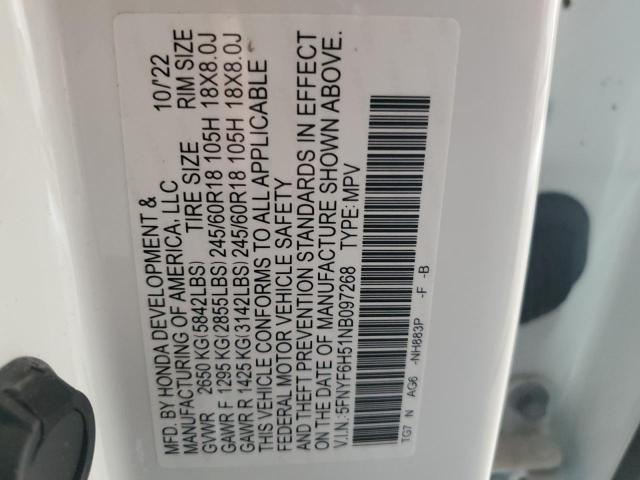 MFD. BY HONDA DEVELOPMENT &
MANUFACTURING OF AMERICA, LLC 10/'22
GVWR 2650 KG(5842LBS) TIRE SIZE RIM SIZE
GAWR F 1295 KG(2855LBS) 245/60R18 105H 18X8.0J
GAWR R 1425 KG(3142LBS) 245/60R18 105H 18X8.0J
THIS VEHICLE CONFORMS TO ALL APPLICABLE
FEDERAL MOTOR VEHICLE SAFETY
AND THEFT PREVENTION STANDARDS IN EFFECT
ON THE DATE OF MANUFACTURE SHOWN ABOVE.
V.I.N.:5FNYF6H51NB097268 TYPE:MPV
TG7 N AG6 -NH883P -F -B